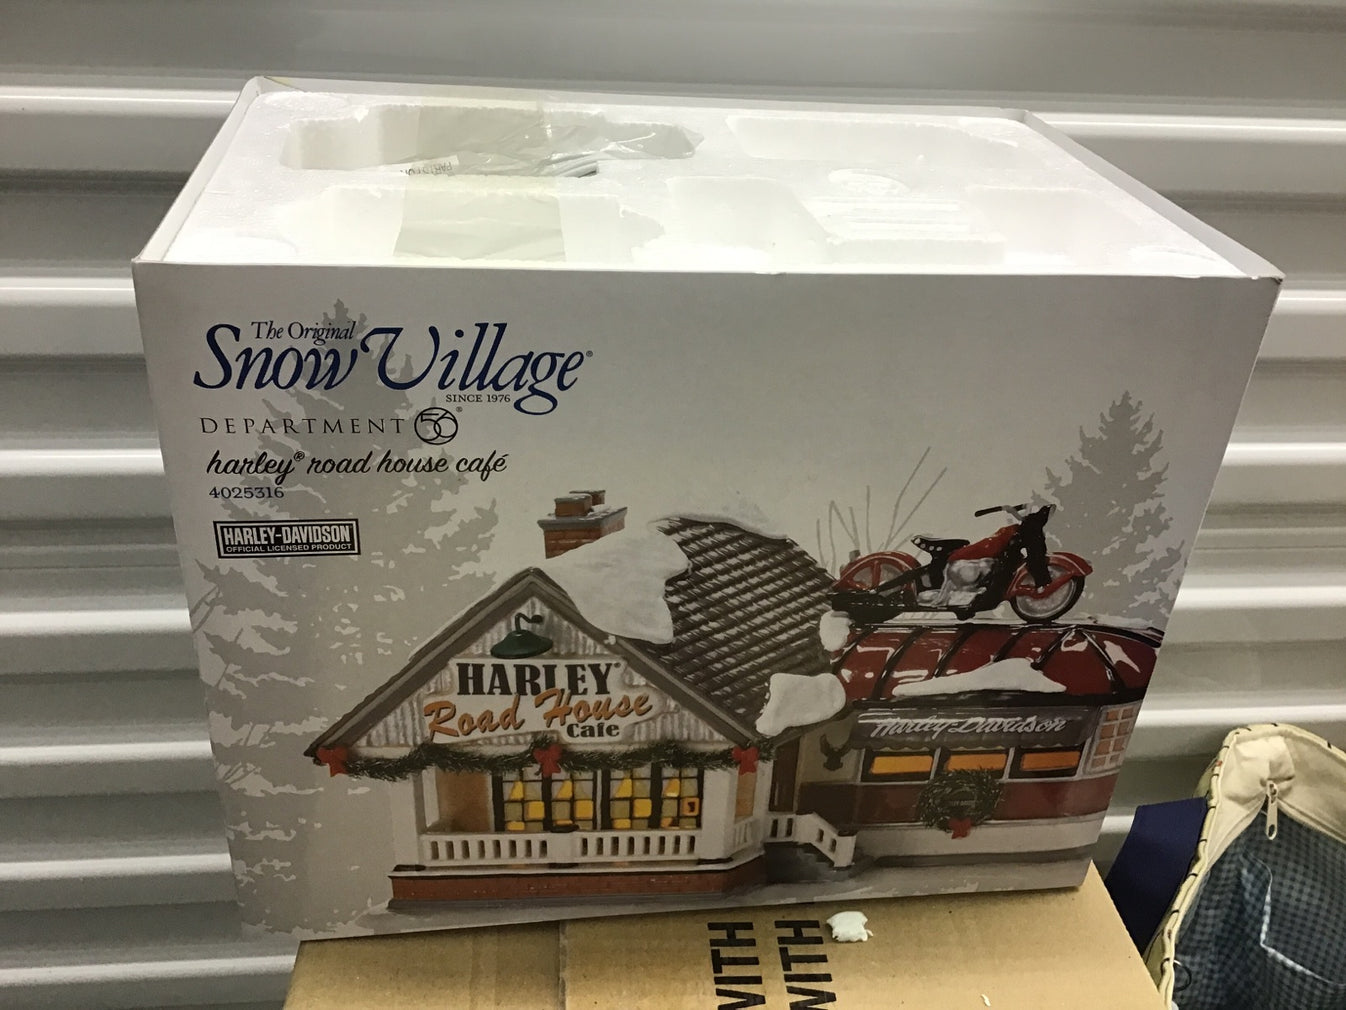 The Original
Snow Village®
SINCE 1976
DEPARTMENT 56®
harley® road house café
4025316
HARLEY-DAVIDSON
OFFICIAL LICENSED PRODUCT
HARLEY®
Road House
Cafe
Harley-Davidson
WITH
WITH